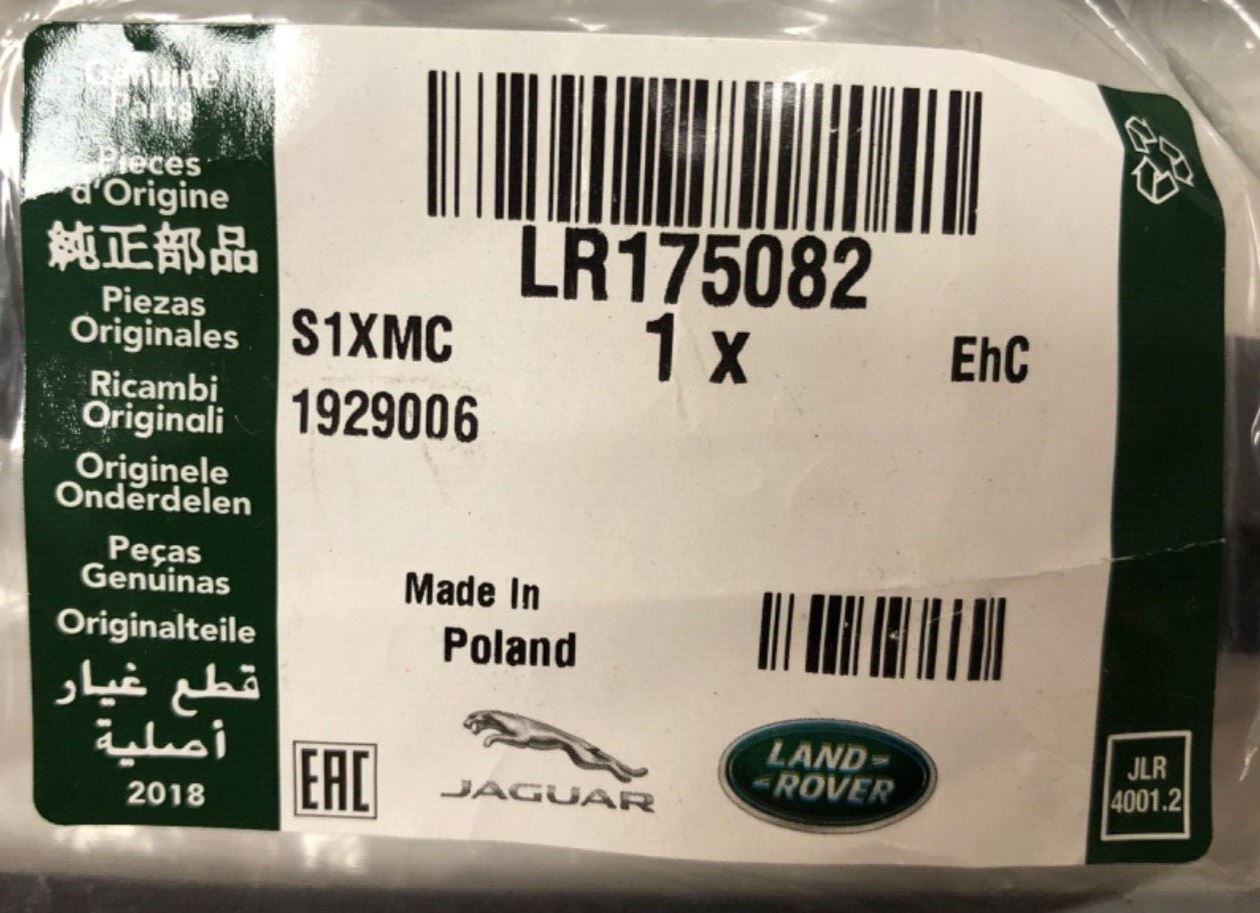 Genuine
Parts
Pièces
d'Origine
純正部品
Piezas
Originales
Ricambi
Originali
Originele
Onderdelen
Peças
Genuinas
Originalteile
قطع غيار
أصلية
2018
LR175082
S1XMC
1 x
EhC
1929006
Made In
Poland
EAC
JAGUAR
LAND-
-ROVER
JLR
4001.2